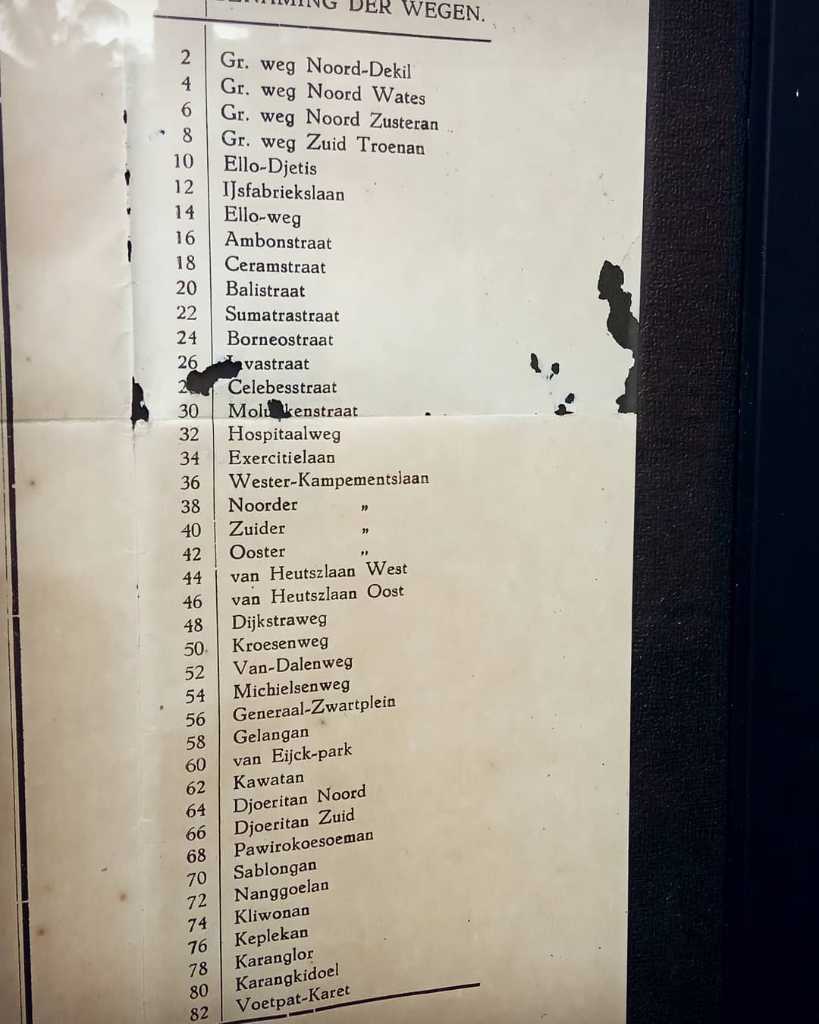 DER WEGEN.
2 Gr. weg Noord-Dekil
4 Gr. weg Noord Wates
6 Gr. weg Noord Zusteran
8 Gr. weg Zuid Troenan
10 Ello-Djetis
12 IJsfabriekslaan
14 Ello-weg
16 Ambonstraat
18 Ceramstraat
20 Balistraat
22 Sumatrastraat
24 Borneostraat
26
Celebesstraat
30
32 Hospitaalweg
34 Exercitielaan
36 Wester-Kampementslaan
38 Noorder „
40 Zuider „
42 Ooster „
44 van Heutszlaan West
46 van Heutszlaan Oost
48 Dijkstraweg
50 Kroesenweg
52 Van-Dalenweg
54 Michielsenweg
56 Generaal-Zwartplein
58 Gelangan
60 van Eijck-park
62 Kawatan
64 Djoeritan Noord
66 Djoeritan Zuid
68 Pawirokoesoeman
70 Sablongan
72 Nanggoelan
74 Kliwonan
76 Keplekan
78 Karanglor
80 Karangkidoel
82 Voetpat-Karet